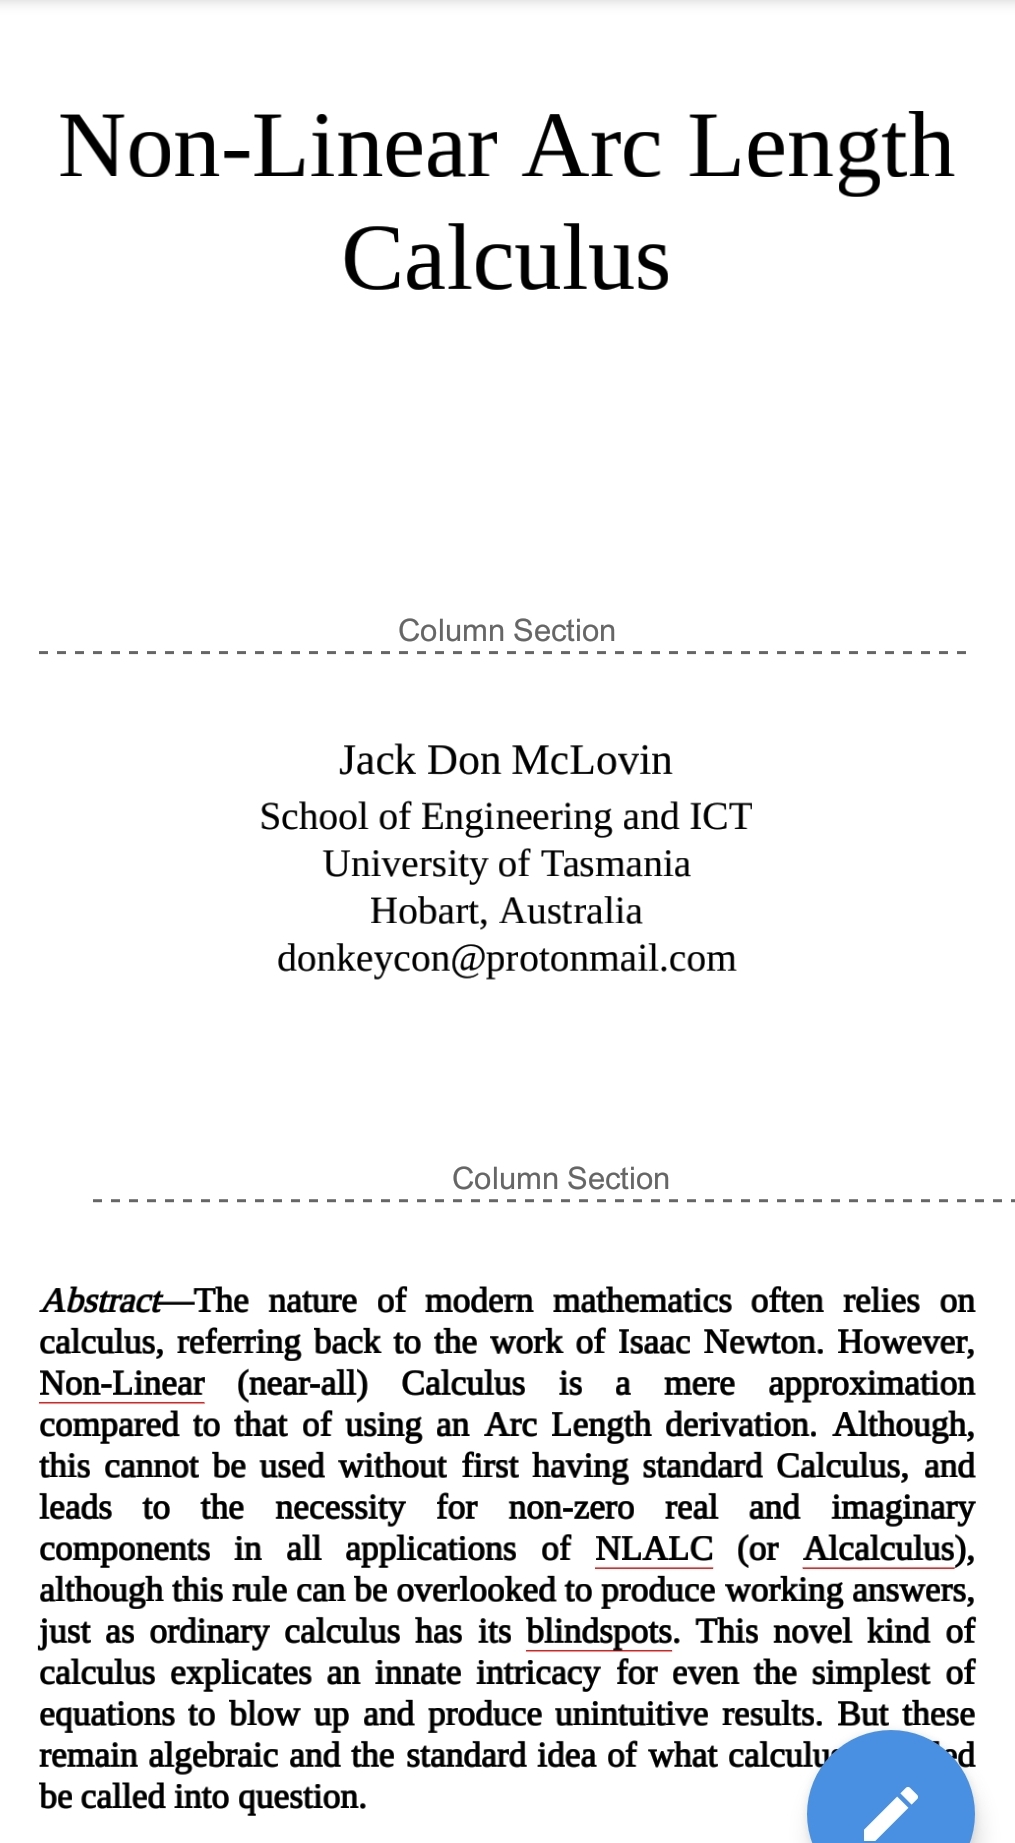 Non-Linear Arc Length
Calculus
Column Section
Jack Don McLovin
School of Engineering and ICT
University of Tasmania
Hobart, Australia
donkeycon@protonmail.com
Column Section
Abstract—The nature of modern mathematics often relies on
calculus, referring back to the work of Isaac Newton. However,
Non-Linear (near-all) Calculus is a mere approximation
compared to that of using an Arc Length derivation. Although,
this cannot be used without first having standard Calculus, and
leads to the necessity for non-zero real and imaginary
components in all applications of NLALC (or Alcalculus),
although this rule can be overlooked to produce working answers,
just as ordinary calculus has its blindspots. This novel kind of
calculus explicates an innate intricacy for even the simplest of
equations to blow up and produce unintuitive results. But these
remain algebraic and the standard idea of what
be called into question.